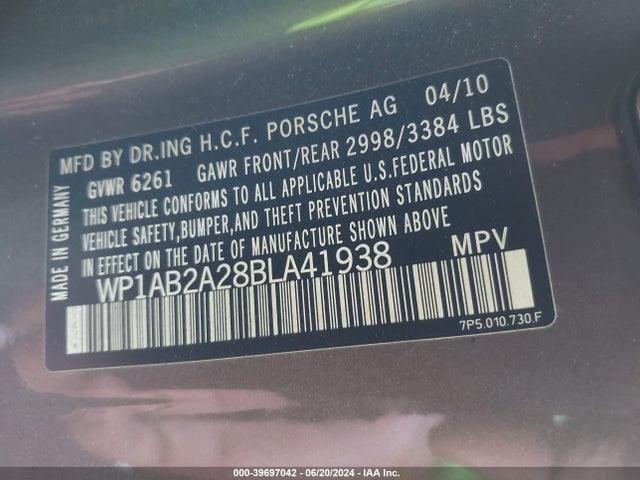 MFD BY DR.ING H.C.F. PORSCHE AG 04/10
GVWR 6261 GAWR FRONT/REAR 2998/3384 LBS
THIS VEHICLE CONFORMS TO ALL APPLICABLE U.S.FEDERAL MOTOR
VEHICLE SAFETY,BUMPER,AND THEFT PREVENTION STANDARDS
IN EFFECT ON THE DATE OF MANUFACTURE SHOWN ABOVE
WP1AB2A28BLA41938 MPV
7P5.010.730.F
MADE IN GERMANY
000-39697042 - 06/20/2024 - IAA Inc.